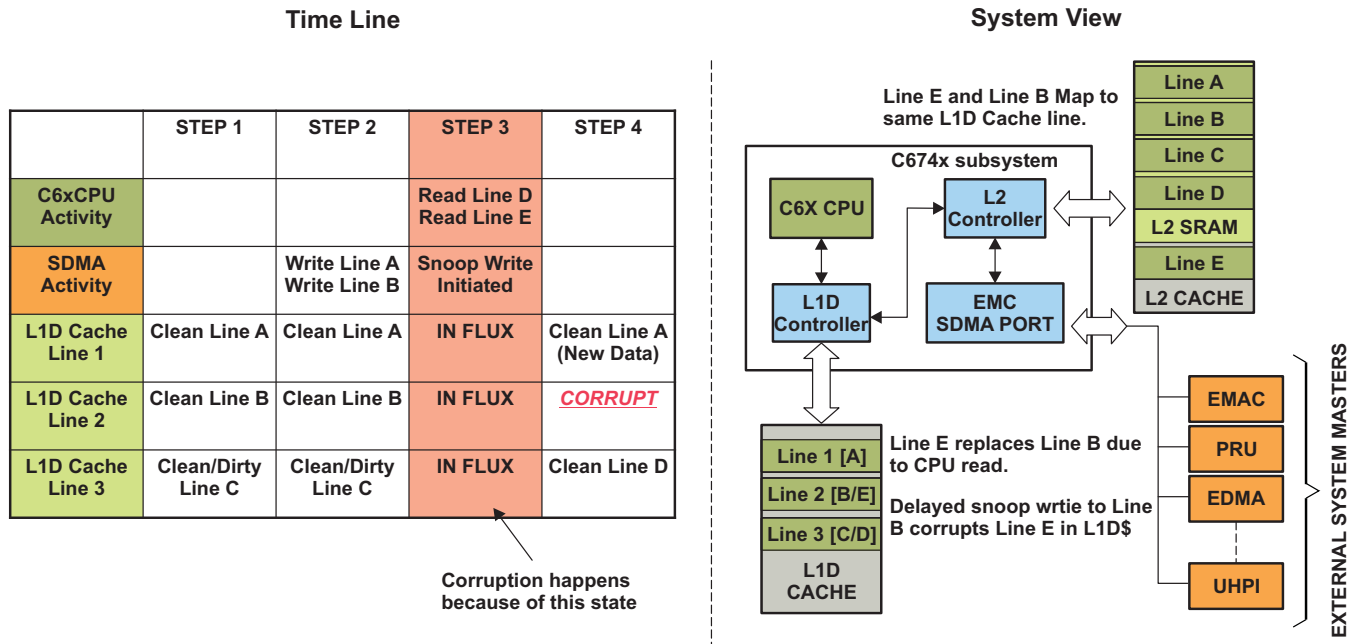 Time Line
STEP 1 STEP 2 STEP 3 STEP 4
C6xCPU
Activity
Read Line D
Read Line E
SDMA
Activity
Write Line A
Write Line B
Snoop Write
Initiated
L1D Cache
Line 1
Clean Line A
Clean Line A
IN FLUX
Clean Line A
(New Data)
L1D Cache
Line 2
Clean Line B
Clean Line B
IN FLUX
CORRUPT
L1D Cache
Line 3
Clean/Dirty
Line C
Clean/Dirty
Line C
IN FLUX
Clean Line D
Corruption happens
because of this state
System View
Line E and Line B Map to
same L1D Cache line.
C674x subsystem
C6X CPU
L2
Controller
L1D
Controller
EMC
SDMA PORT
Line A
Line B
Line C
Line D
L2 SRAM
Line E
L2 CACHE
Line 1 [A]
Line 2 [B/E]
Line 3 [C/D]
L1D
CACHE
Line E replaces Line B due
to CPU read.
Delayed snoop wrtie to Line
B corrupts Line E in L1D$
EMAC
PRU
EDMA
UHPI
EXTERNAL SYSTEM MASTERS